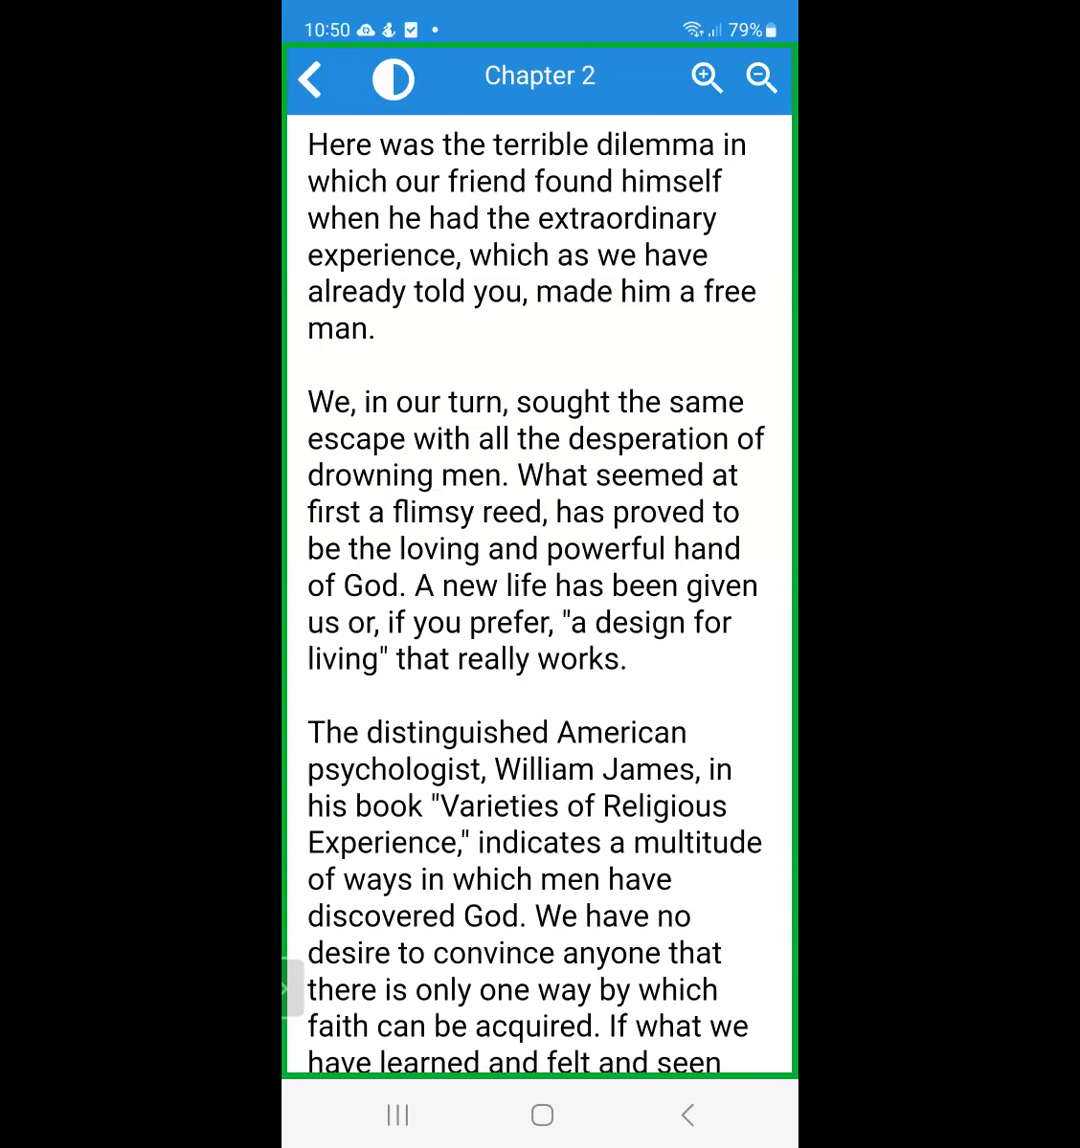 10:50 79%
Chapter 2
Here was the terrible dilemma in
which our friend found himself
when he had the extraordinary
experience, which as we have
already told you, made him a free
man.
We, in our turn, sought the same
escape with all the desperation of
drowning men. What seemed at
first a flimsy reed, has proved to
be the loving and powerful hand
of God. A new life has been given
us or, if you prefer, "a design for
living" that really works.
The distinguished American
psychologist, William James, in
his book "Varieties of Religious
Experience," indicates a multitude
of ways in which men have
discovered God. We have no
desire to convince anyone that
there is only one way by which
faith can be acquired. If what we
have learned and felt and seen